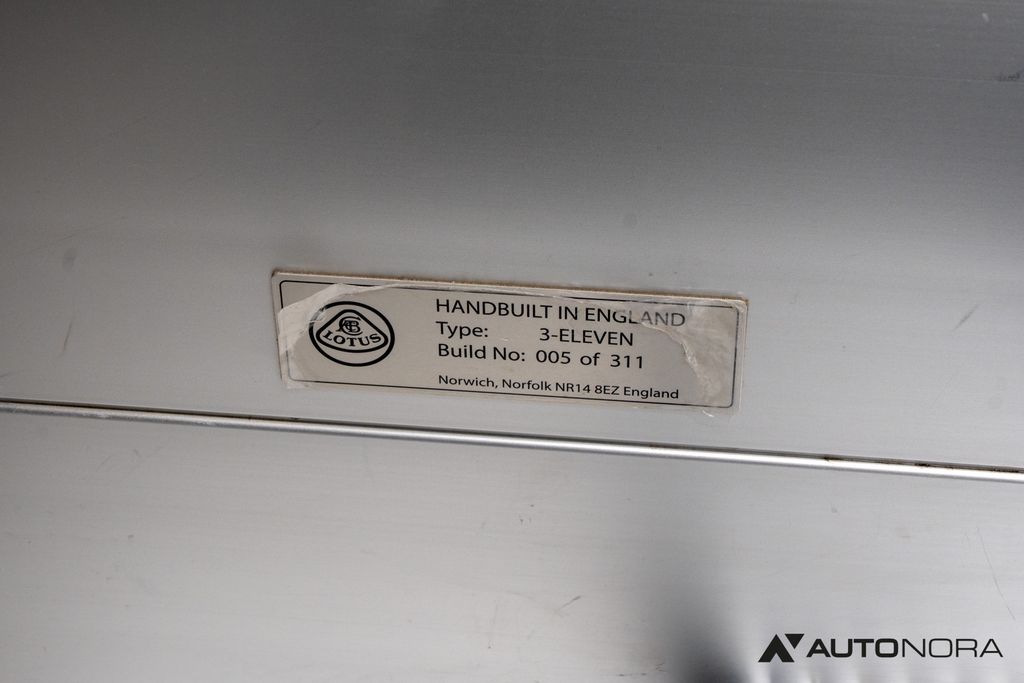 HANDBUILT IN ENGLAND
LOTUS
Type: 3-ELEVEN
Build No: 005 of 311
Norwich, Norfolk NR14 8EZ England
AUTONORA